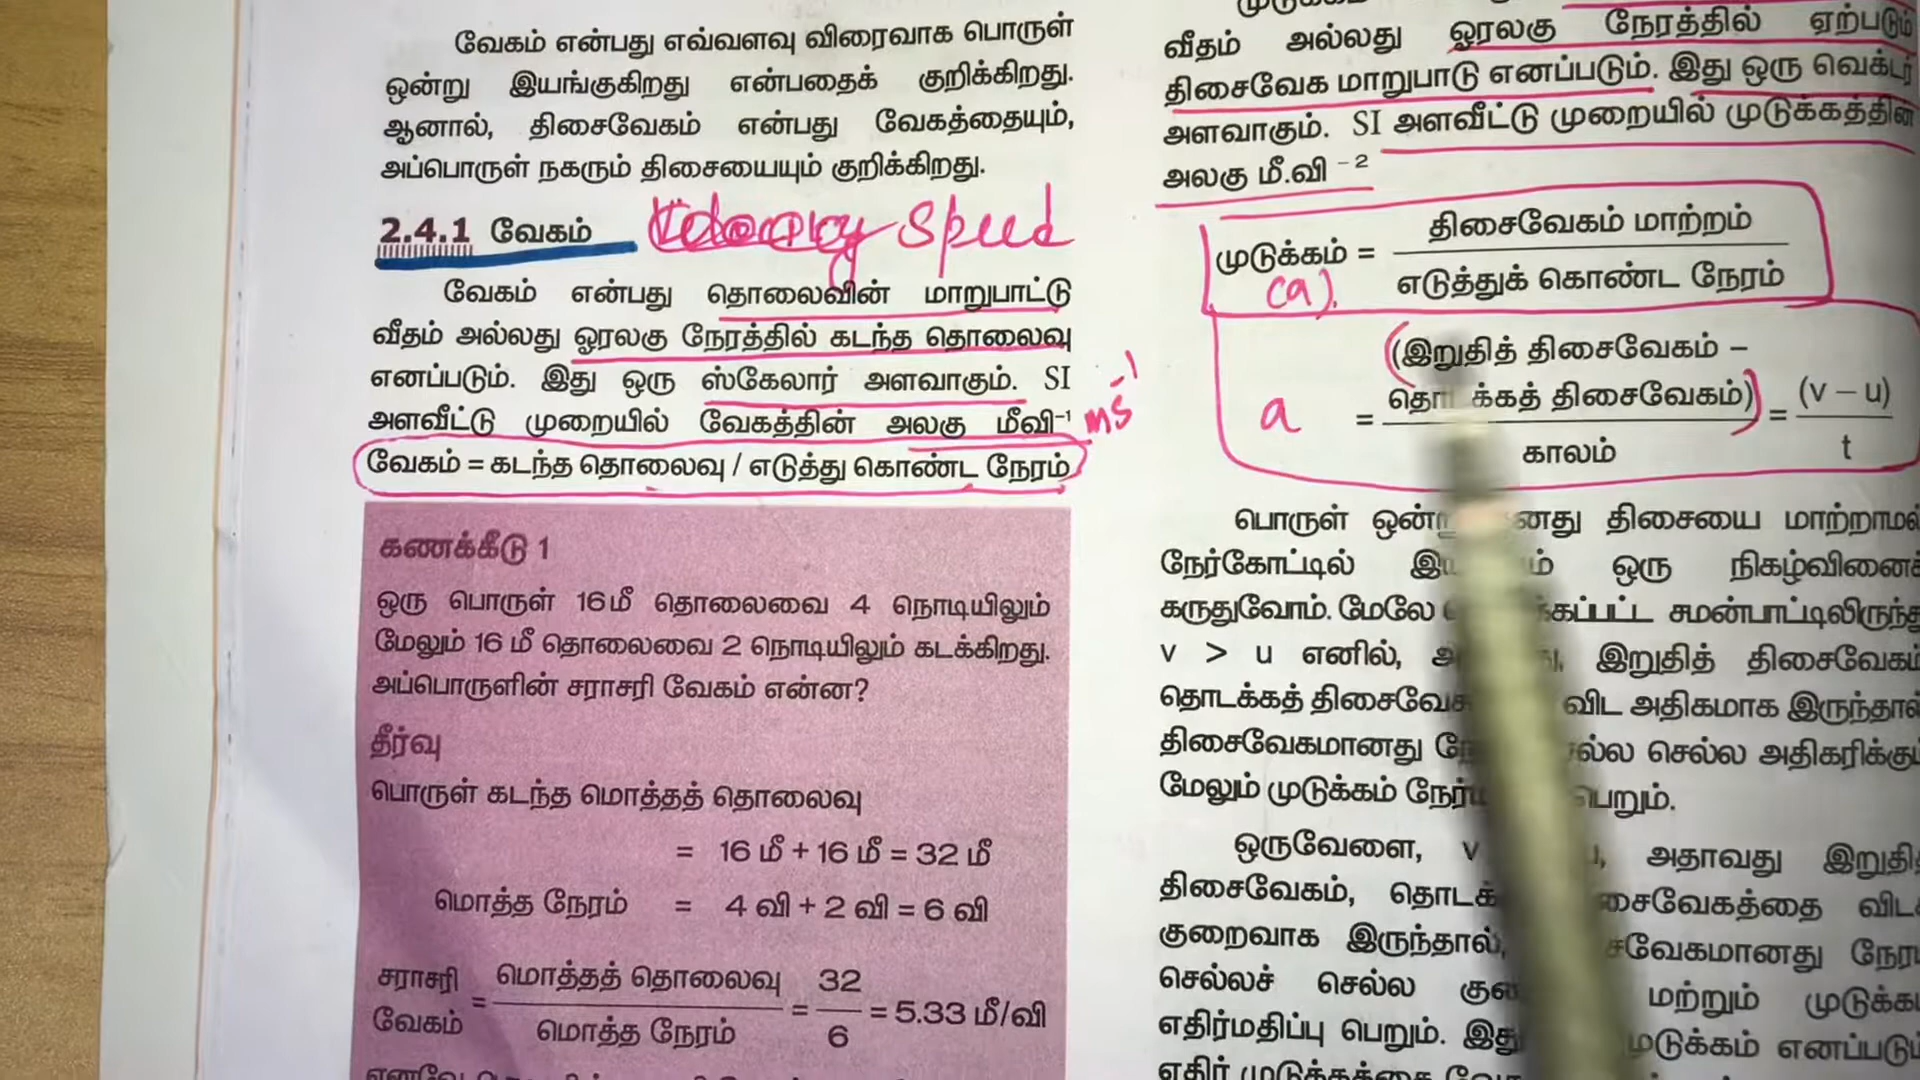 வேகம் என்பது எவ்வளவு விரைவாக பொருள்
ஒன்று இயங்குகிறது என்பதைக் குறிக்கிறது.
ஆனால், திசைவேகம் என்பது வேகத்தையும்,
அப்பொருள் நகரும் திசையையும் குறிக்கிறது.
2.4.1 வேகம் Speed
வேகம் என்பது தொலைவின் மாறுபாட்டு
வீதம் அல்லது ஓரலகு நேரத்தில் கடந்த தொலைவு
எனப்படும். இது ஒரு ஸ்கேலார் அளவாகும். SI
அளவீட்டு முறையில் வேகத்தின் அலகு மீவி⁻¹ ms⁻¹
வேகம் = கடந்த தொலைவு / எடுத்து கொண்ட நேரம்
கணக்கீடு 1
ஒரு பொருள் 16மீ தொலைவை 4 நொடியிலும்
மேலும் 16 மீ தொலைவை 2 நொடியிலும் கடக்கிறது.
அப்பொருளின் சராசரி வேகம் என்ன?
தீர்வு
பொருள் கடந்த மொத்தத் தொலைவு
= 16 மீ + 16 மீ = 32 மீ
மொத்த நேரம் = 4 வி + 2 வி = 6 வி
சராசரி வேகம் = மொத்தத் தொலைவு / மொத்த நேரம் = 32 / 6 = 5.33 மீ/வி
வீதம் அல்லது ஓரலகு நேரத்தில் ஏற்படும்
திசைவேக மாறுபாடு எனப்படும். இது ஒரு வெக்டர்
அளவாகும். SI அளவீட்டு முறையில் முடுக்கத்தின்
அலகு மீ.வி ⁻²
முடுக்கம் = திசைவேகம் மாற்றம் / எடுத்துக் கொண்ட நேரம்
(a).
(இறுதித் திசைவேகம் –
a = தொடக்கத் திசைவேகம்) / காலம் = (v – u) / t
பொருள் திசையை மாற்றாமல்
நேர்கோட்டில் ஒரு நிகழ்வினைக்
கருதுவோம். மேலே சமன்பாட்டிலிருந்து
v > u எனில், இறுதித் திசைவேகம்
தொடக்கத் விட அதிகமாக இருந்தால்
திசைவேகமானது செல்ல அதிகரிக்கும்
மேலும் முடுக்கம் பெறும்.
ஒருவேளை, v அதாவது இறுதித்
திசைவேகம், விட
குறைவாக இருந்தால்,
செல்லச் செல்ல மற்றும்
எதிர்மதிப்பு பெறும். எனப்படும்